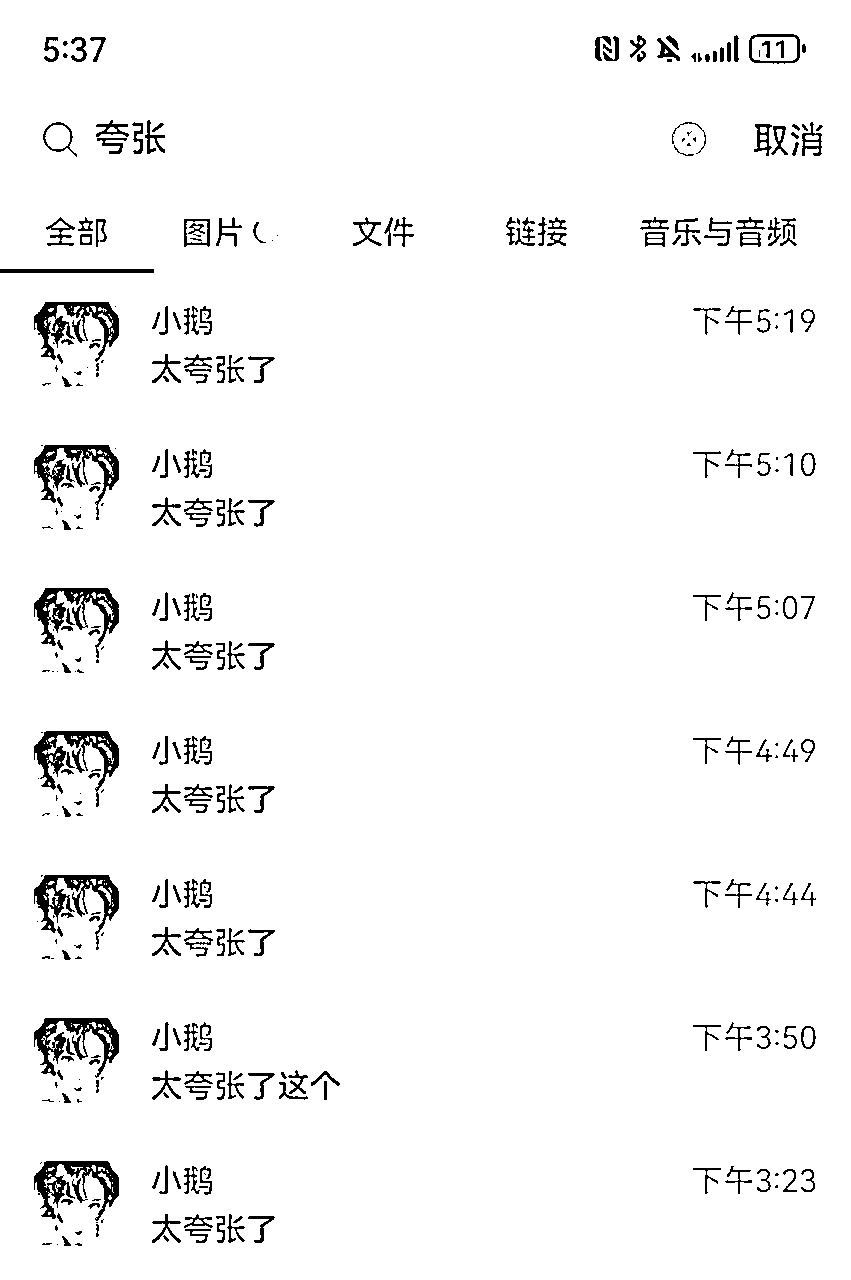 5:37 11
夸张 取消
全部 图片 文件 链接 音乐与音频
小鹅 下午5:19
太夸张了
小鹅 下午5:10
太夸张了
小鹅 下午5:07
太夸张了
小鹅 下午4:49
太夸张了
小鹅 下午4:44
太夸张了
小鹅 下午3:50
太夸张了这个
小鹅 下午3:23
太夸张了